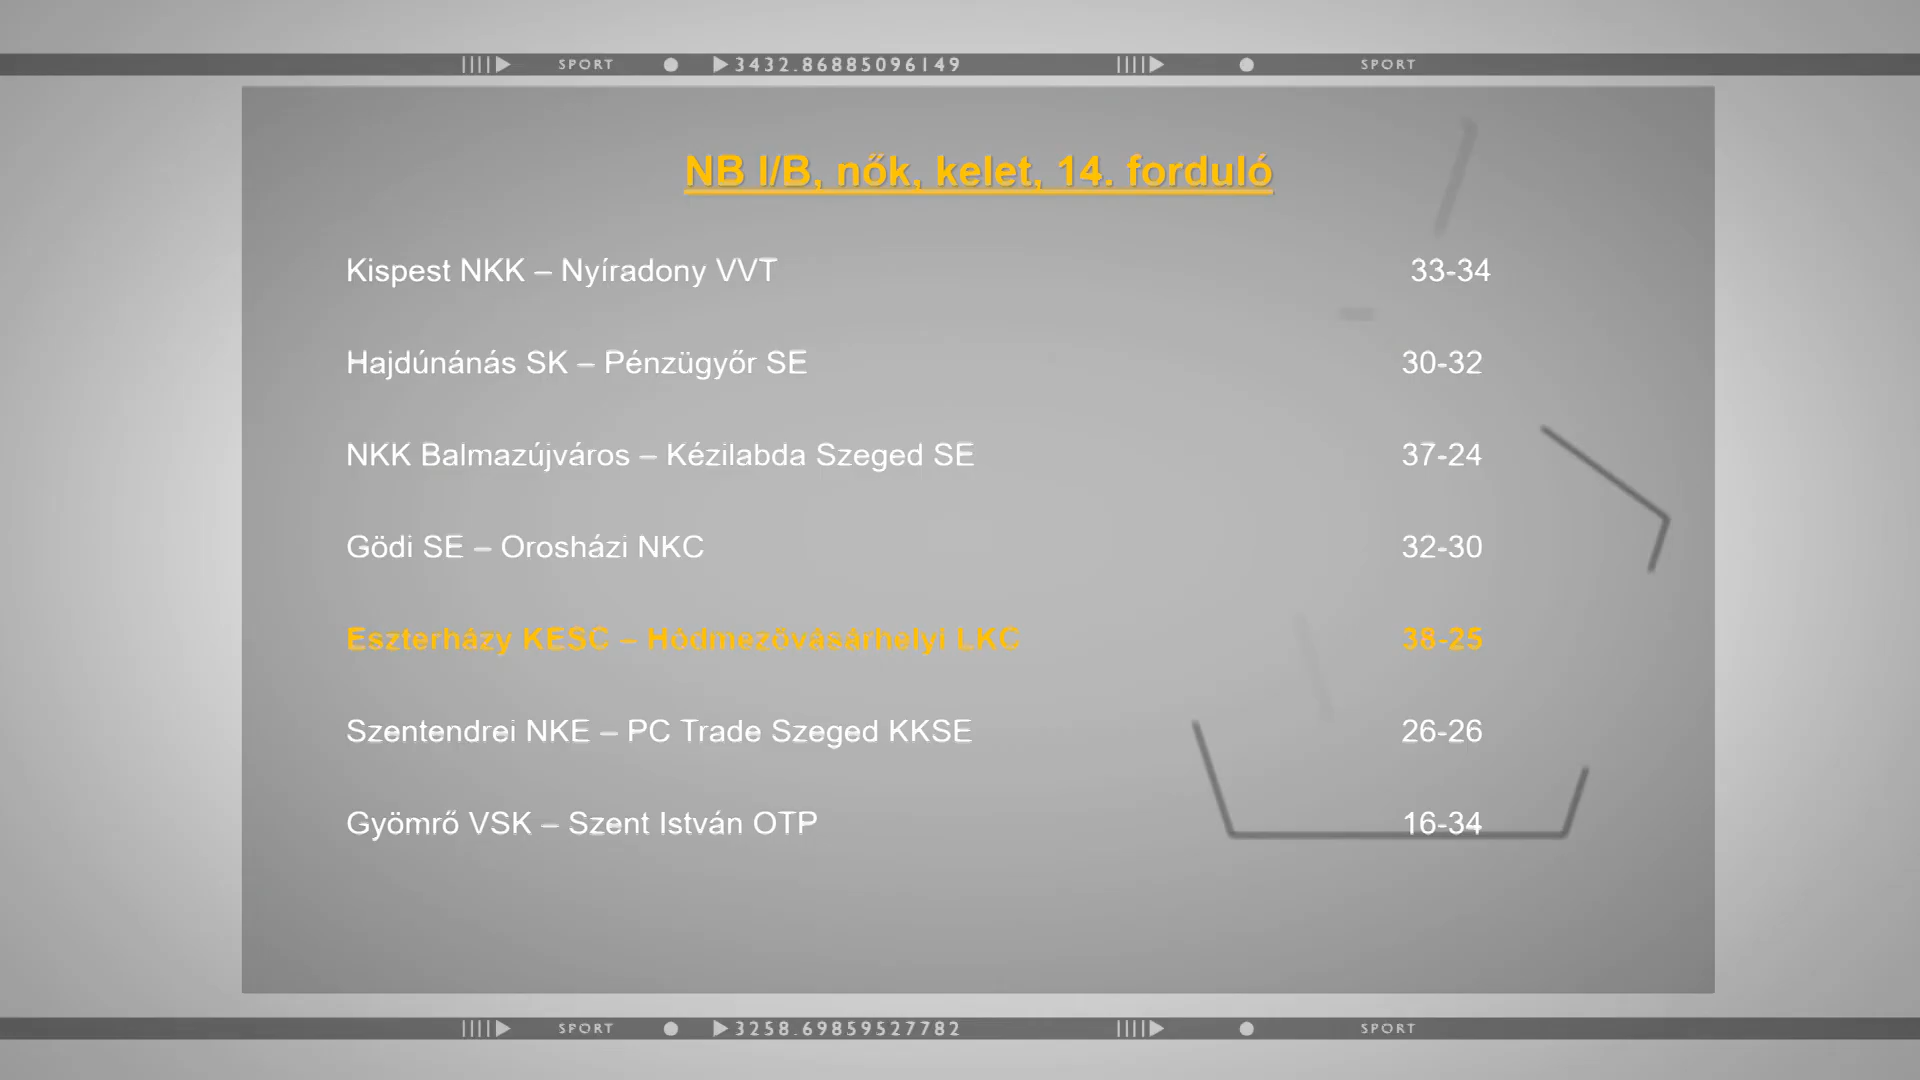 SPORT 3432.86885096149 SPORT
NB I/B, nők, kelet, 14. forduló
Kispest NKK – Nyíradony VVT 33-34
Hajdúnánás SK – Pénzügyőr SE 30-32
NKK Balmazújváros – Kézilabda Szeged SE 37-24
Gödi SE – Orosházi NKC 32-30
Eszterházy KESC – Hódmezővásárhelyi LKC 38-25
Szentendrei NKE – PC Trade Szeged KKSE 26-26
Gyömrő VSK – Szent István OTP 16-34
SPORT 3258.69859527782 SPORT